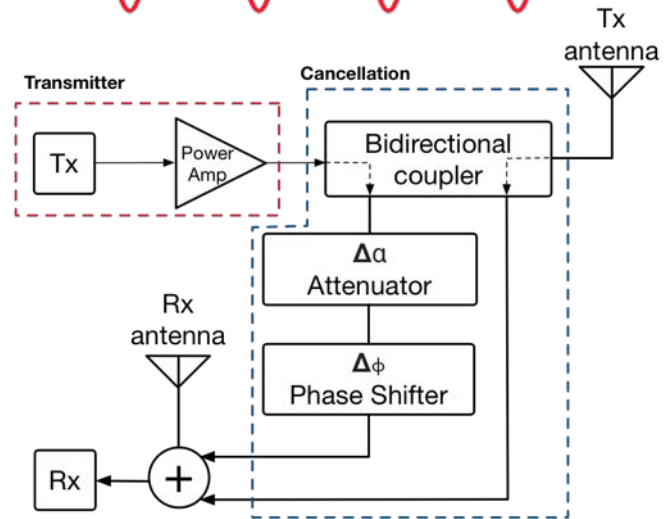 Tx
antenna
Transmitter
Cancellation
Tx
Power
Amp
Bidirectional
coupler
Δα
Attenuator
Rx
antenna
Δϕ
Phase Shifter
Rx
+